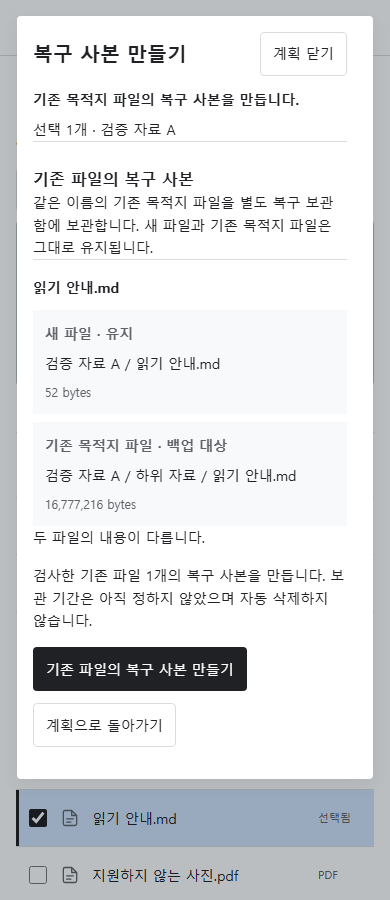 복구 사본 만들기
계획 닫기
기존 목적지 파일의 복구 사본을 만듭니다.
선택 1개 · 검증 자료 A
기존 파일의 복구 사본
같은 이름의 기존 목적지 파일을 별도 복구 보관
함에 보관합니다. 새 파일과 기존 목적지 파일은
그대로 유지됩니다.
읽기 안내.md
새 파일 · 유지
검증 자료 A / 읽기 안내.md
52 bytes
기존 목적지 파일 · 백업 대상
검증 자료 A / 하위 자료 / 읽기 안내.md
16,777,216 bytes
두 파일의 내용이 다릅니다.
검사한 기존 파일 1개의 복구 사본을 만듭니다. 보
관 기간은 아직 정하지 않았으며 자동 삭제하지
않습니다.
기존 파일의 복구 사본 만들기
계획으로 돌아가기
읽기 안내.md
선택됨
지원하지 않는 사진.pdf
PDF